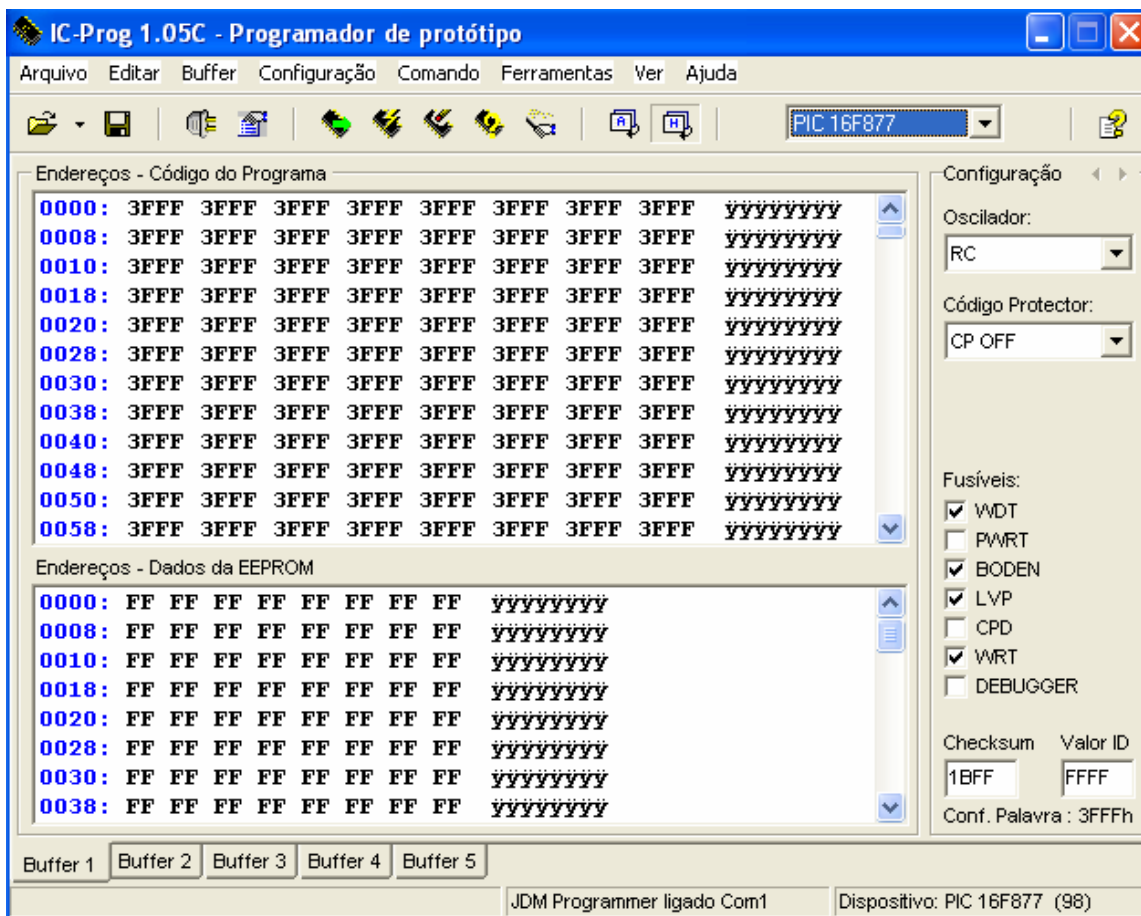 IC-Prog 1.05C - Programador de protótipo
Arquivo Editar Buffer Configuração Comando Ferramentas Ver Ajuda
PIC 16F877
Endereços - Código do Programa
0000: 3FFF 3FFF 3FFF 3FFF 3FFF 3FFF 3FFF 3FFF ÿÿÿÿÿÿÿÿ
0008: 3FFF 3FFF 3FFF 3FFF 3FFF 3FFF 3FFF 3FFF ÿÿÿÿÿÿÿÿ
0010: 3FFF 3FFF 3FFF 3FFF 3FFF 3FFF 3FFF 3FFF ÿÿÿÿÿÿÿÿ
0018: 3FFF 3FFF 3FFF 3FFF 3FFF 3FFF 3FFF 3FFF ÿÿÿÿÿÿÿÿ
0020: 3FFF 3FFF 3FFF 3FFF 3FFF 3FFF 3FFF 3FFF ÿÿÿÿÿÿÿÿ
0028: 3FFF 3FFF 3FFF 3FFF 3FFF 3FFF 3FFF 3FFF ÿÿÿÿÿÿÿÿ
0030: 3FFF 3FFF 3FFF 3FFF 3FFF 3FFF 3FFF 3FFF ÿÿÿÿÿÿÿÿ
0038: 3FFF 3FFF 3FFF 3FFF 3FFF 3FFF 3FFF 3FFF ÿÿÿÿÿÿÿÿ
0040: 3FFF 3FFF 3FFF 3FFF 3FFF 3FFF 3FFF 3FFF ÿÿÿÿÿÿÿÿ
0048: 3FFF 3FFF 3FFF 3FFF 3FFF 3FFF 3FFF 3FFF ÿÿÿÿÿÿÿÿ
0050: 3FFF 3FFF 3FFF 3FFF 3FFF 3FFF 3FFF 3FFF ÿÿÿÿÿÿÿÿ
0058: 3FFF 3FFF 3FFF 3FFF 3FFF 3FFF 3FFF 3FFF ÿÿÿÿÿÿÿÿ
Endereços - Dados da EEPROM
0000: FF FF FF FF FF FF FF FF ÿÿÿÿÿÿÿÿ
0008: FF FF FF FF FF FF FF FF ÿÿÿÿÿÿÿÿ
0010: FF FF FF FF FF FF FF FF ÿÿÿÿÿÿÿÿ
0018: FF FF FF FF FF FF FF FF ÿÿÿÿÿÿÿÿ
0020: FF FF FF FF FF FF FF FF ÿÿÿÿÿÿÿÿ
0028: FF FF FF FF FF FF FF FF ÿÿÿÿÿÿÿÿ
0030: FF FF FF FF FF FF FF FF ÿÿÿÿÿÿÿÿ
0038: FF FF FF FF FF FF FF FF ÿÿÿÿÿÿÿÿ
Configuração
Oscilador:
RC
Código Protector:
CP OFF
Fusíveis:
WDT
PWRT
BODEN
LVP
CPD
WRT
DEBUGGER
Checksum Valor ID
1BFF FFFF
Conf. Palavra : 3FFFh
Buffer 1 Buffer 2 Buffer 3 Buffer 4 Buffer 5
JDM Programmer ligado Com1 Dispositivo: PIC 16F877 (98)